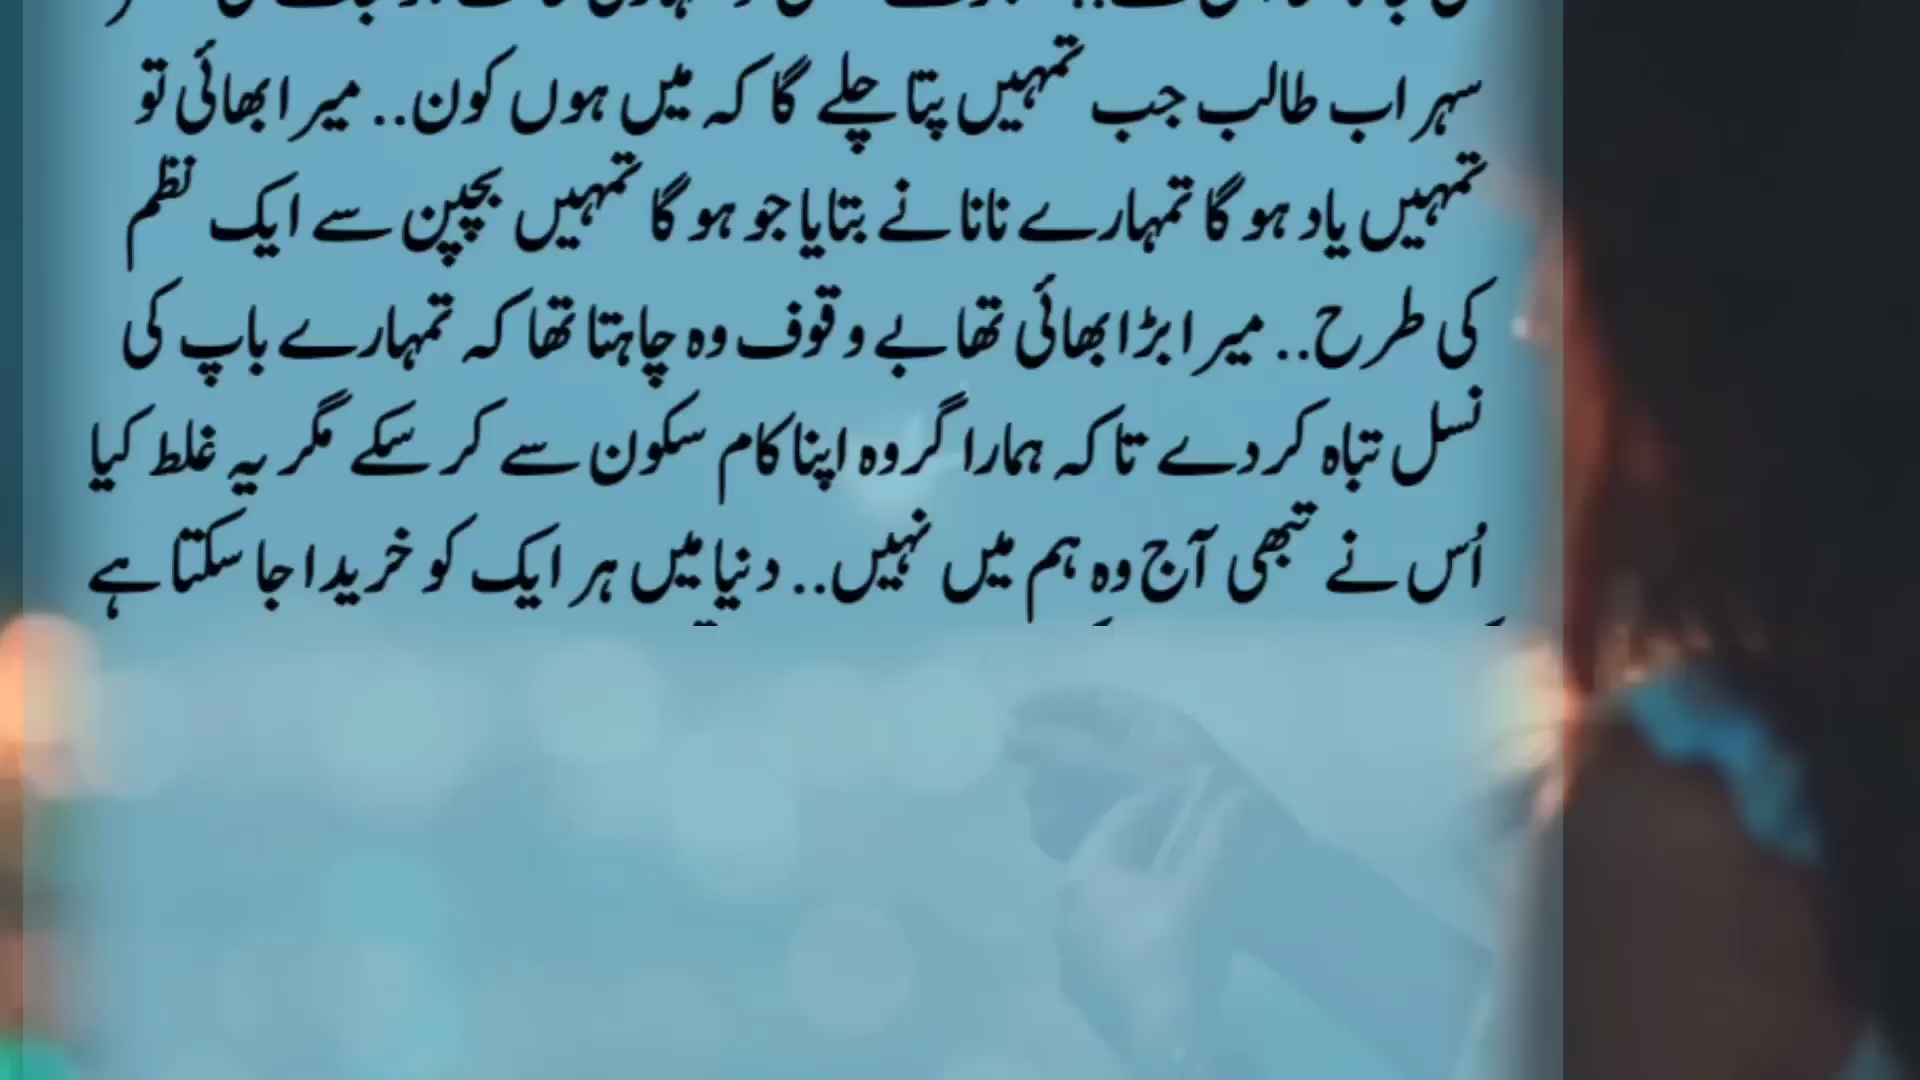 سہراب طالب جب تمہیں پتا چلے گا کہ میں ہوں کون.. میرا بھائی تو
تمہیں یاد ہو گا تمہارے نانا نے بتایا جو ہو گا تمہیں بچپن سے ایک نظم
کی طرح.. میرا بڑا بھائی تھا بے وقوف وہ چاہتا تھا کہ تمہارے باپ کی
نسل تباہ کر دے تا کہ ہمارا گروہ اپنا کام سکون سے کر سکے مگر یہ غلط کیا
اُس نے تبھی آج وہ ہم میں نہیں.. دنیا میں ہر ایک کو خریدا جا سکتا ہے